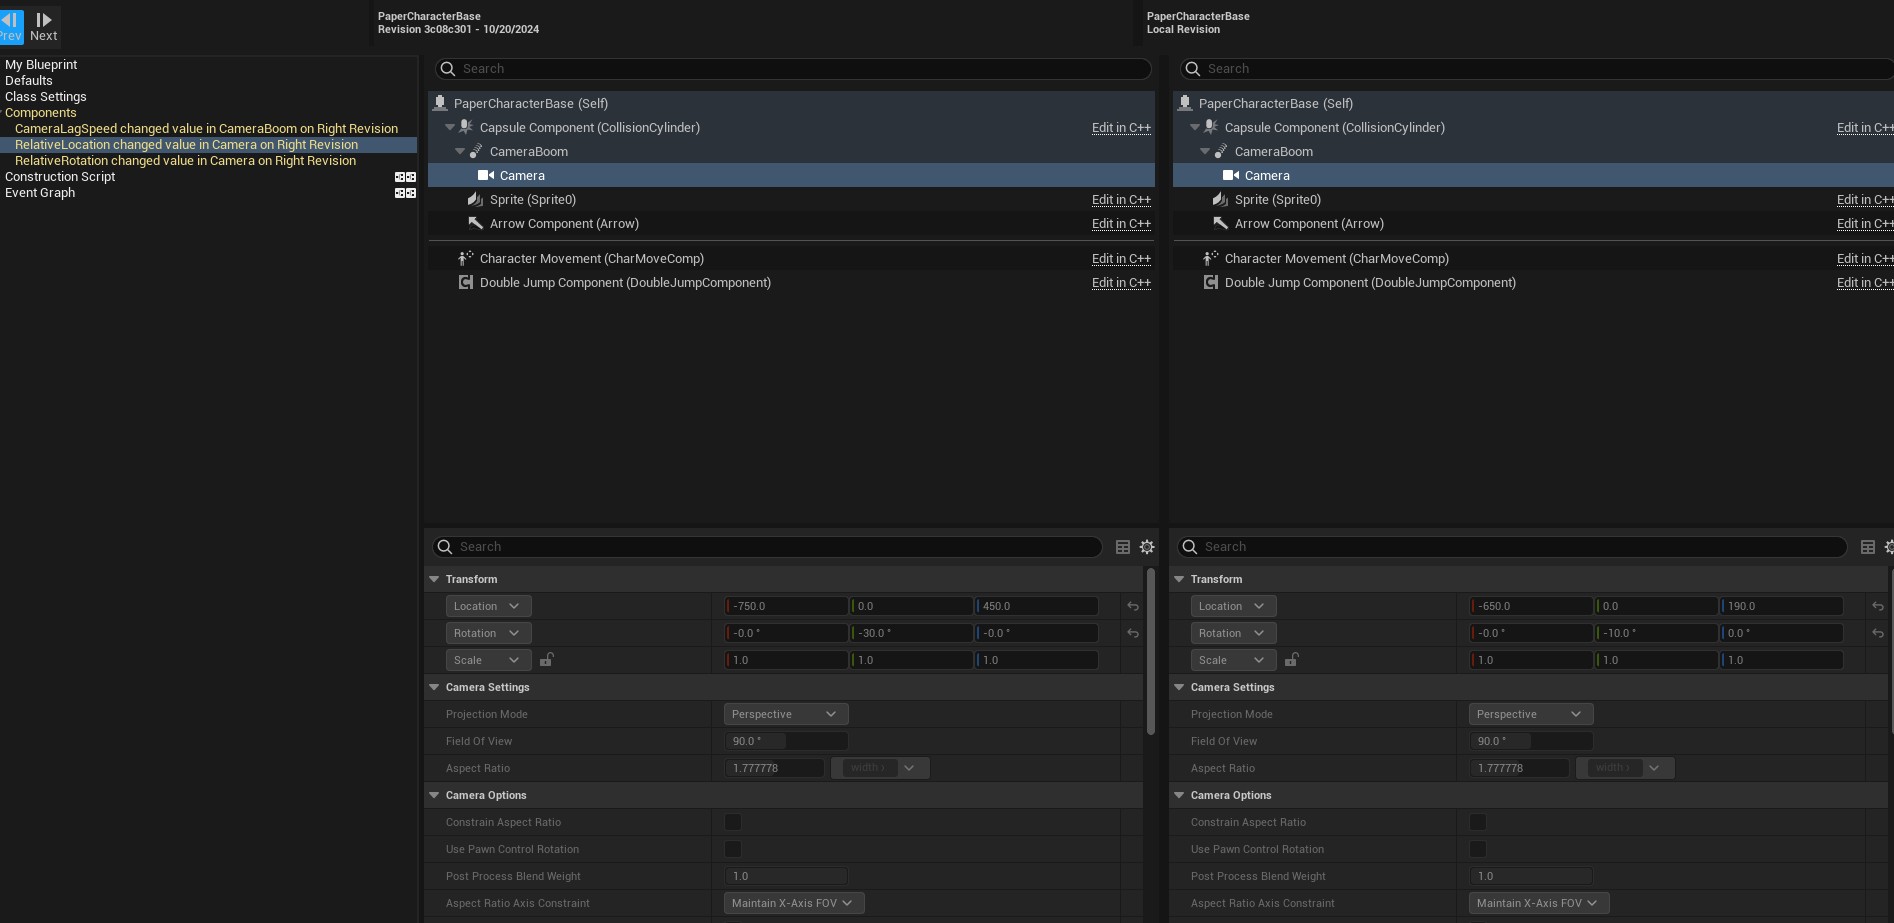 Prev Next
PaperCharacterBase
Revision 3c08c301 - 10/20/2024
PaperCharacterBase
Local Revision
My Blueprint
Defaults
Class Settings
Components
CameraLagSpeed changed value in CameraBoom on Right Revision
RelativeLocation changed value in Camera on Right Revision
RelativeRotation changed value in Camera on Right Revision
Construction Script
Event Graph
Search
PaperCharacterBase (Self)
Capsule Component (CollisionCylinder) Edit in C++
CameraBoom
Camera
Sprite (Sprite0) Edit in C++
Arrow Component (Arrow) Edit in C++
Character Movement (CharMoveComp) Edit in C++
Double Jump Component (DoubleJumpComponent) Edit in C++
Search
Transform
Location -750.0 0.0 450.0
Rotation -0.0 ° -30.0 ° -0.0 °
Scale 1.0 1.0 1.0
Camera Settings
Projection Mode Perspective
Field Of View 90.0 °
Aspect Ratio 1.777778 width
Camera Options
Constrain Aspect Ratio
Use Pawn Control Rotation
Post Process Blend Weight 1.0
Aspect Ratio Axis Constraint Maintain X-Axis FOV
Search
PaperCharacterBase (Self)
Capsule Component (CollisionCylinder) Edit in C++
CameraBoom
Camera
Sprite (Sprite0) Edit in C++
Arrow Component (Arrow) Edit in C++
Character Movement (CharMoveComp) Edit in C++
Double Jump Component (DoubleJumpComponent) Edit in C++
Search
Transform
Location -650.0 0.0 190.0
Rotation -0.0 ° -10.0 ° 0.0 °
Scale 1.0 1.0 1.0
Camera Settings
Projection Mode Perspective
Field Of View 90.0 °
Aspect Ratio 1.777778 width
Camera Options
Constrain Aspect Ratio
Use Pawn Control Rotation
Post Process Blend Weight 1.0
Aspect Ratio Axis Constraint Maintain X-Axis FOV